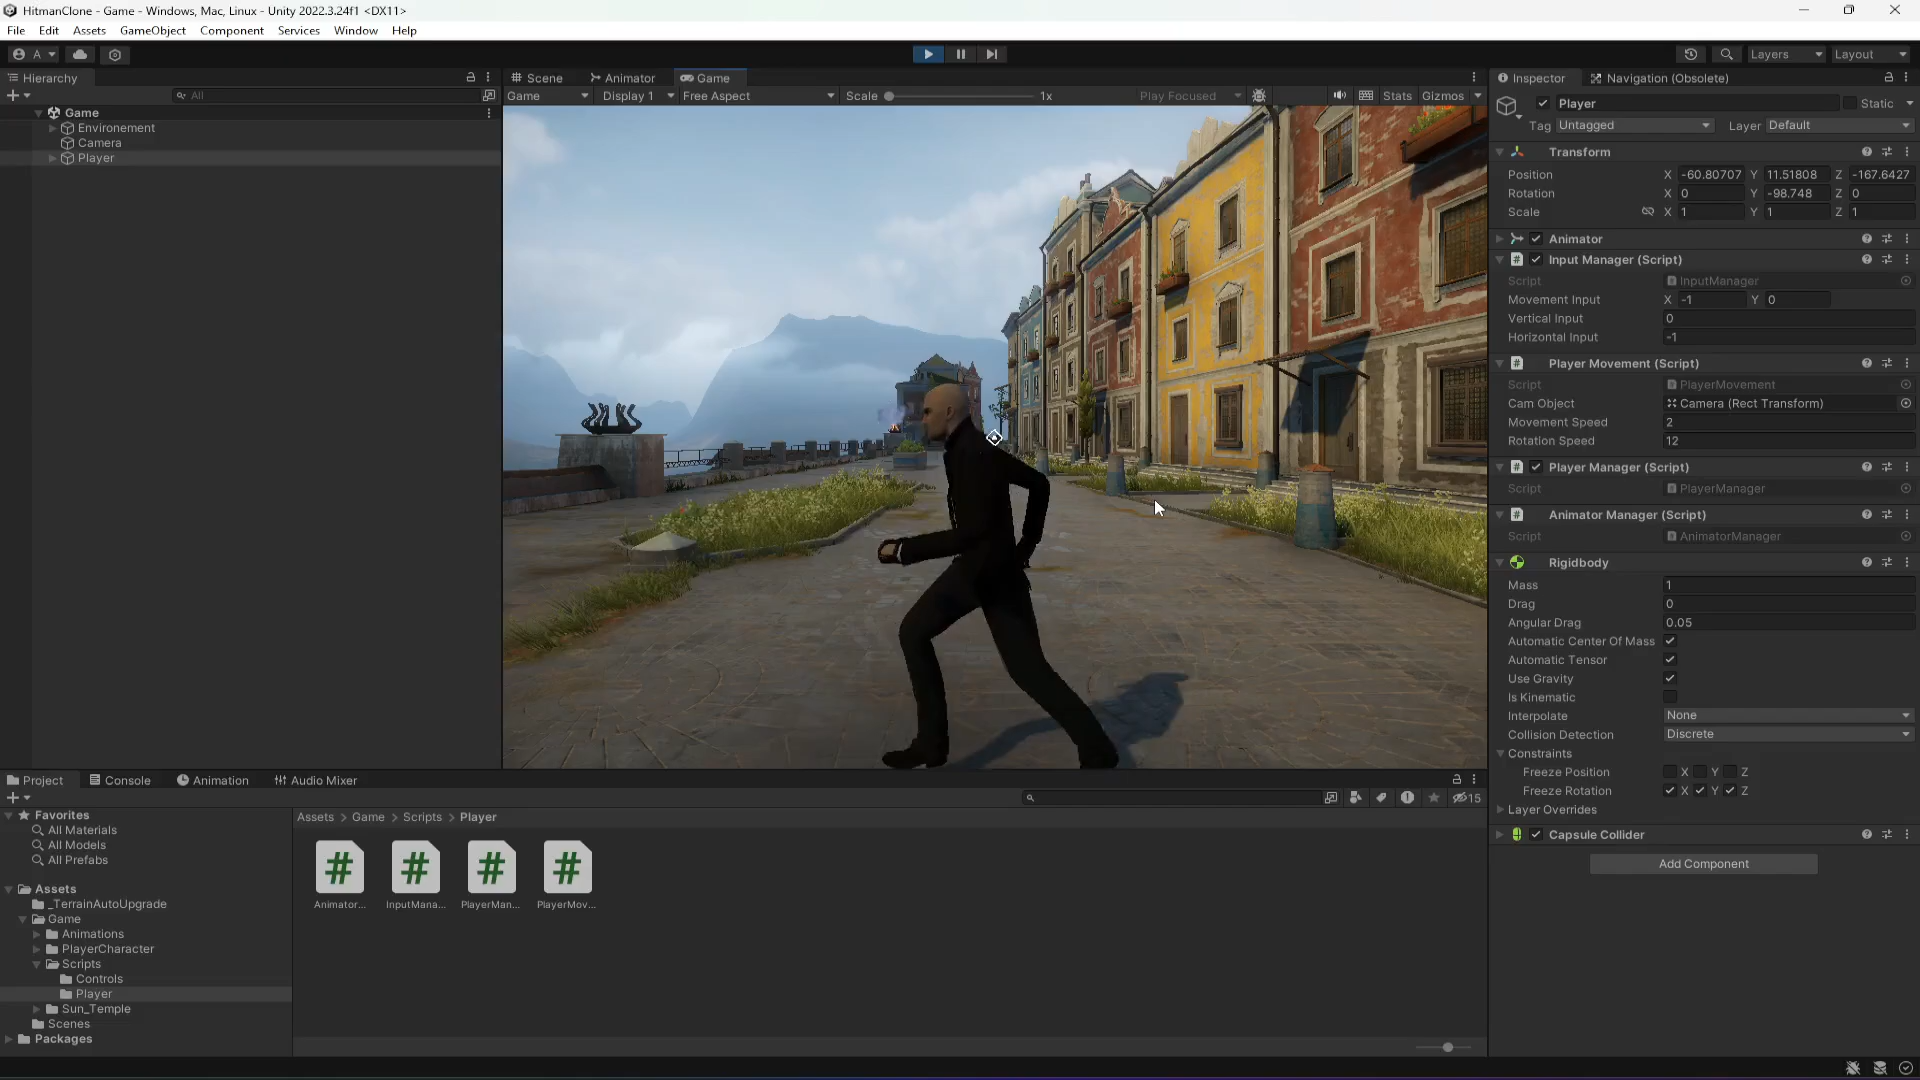 HitmanClone - Game - Windows, Mac, Linux - Unity 2022.3.24f1 <DX11>
File Edit Assets GameObject Component Services Window Help
A Layers Layout
Hierarchy
All
Game
Environement
Camera
Player
Scene Animator Game
Game Display 1 Free Aspect Scale 1x Play Focused Stats Gizmos
Inspector Navigation (Obsolete)
Player Static
Tag Untagged Layer Default
Transform
Position X -60.80707 Y 11.51808 Z -167.6427
Rotation X 0 Y -98.748 Z 0
Scale X 1 Y 1 Z 1
Animator
Input Manager (Script)
Script InputManager
Movement Input X -1 Y 0
Vertical Input 0
Horizontal Input -1
Player Movement (Script)
Script PlayerMovement
Cam Object Camera (Rect Transform)
Movement Speed 2
Rotation Speed 12
Player Manager (Script)
Script PlayerManager
Animator Manager (Script)
Script AnimatorManager
Rigidbody
Mass 1
Drag 0
Angular Drag 0.05
Automatic Center Of Mass
Automatic Tensor
Use Gravity
Is Kinematic
Interpolate None
Collision Detection Discrete
Constraints
Freeze Position X Y Z
Freeze Rotation X Y Z
Layer Overrides
Capsule Collider
Add Component
Project Console Animation Audio Mixer
15
Favorites
All Materials
All Models
All Prefabs
Assets
_TerrainAutoUpgrade
Game
Animations
PlayerCharacter
Scripts
Controls
Player
Sun_Temple
Scenes
Packages
Assets > Game > Scripts > Player
Animator... InputMana... PlayerMan... PlayerMov...